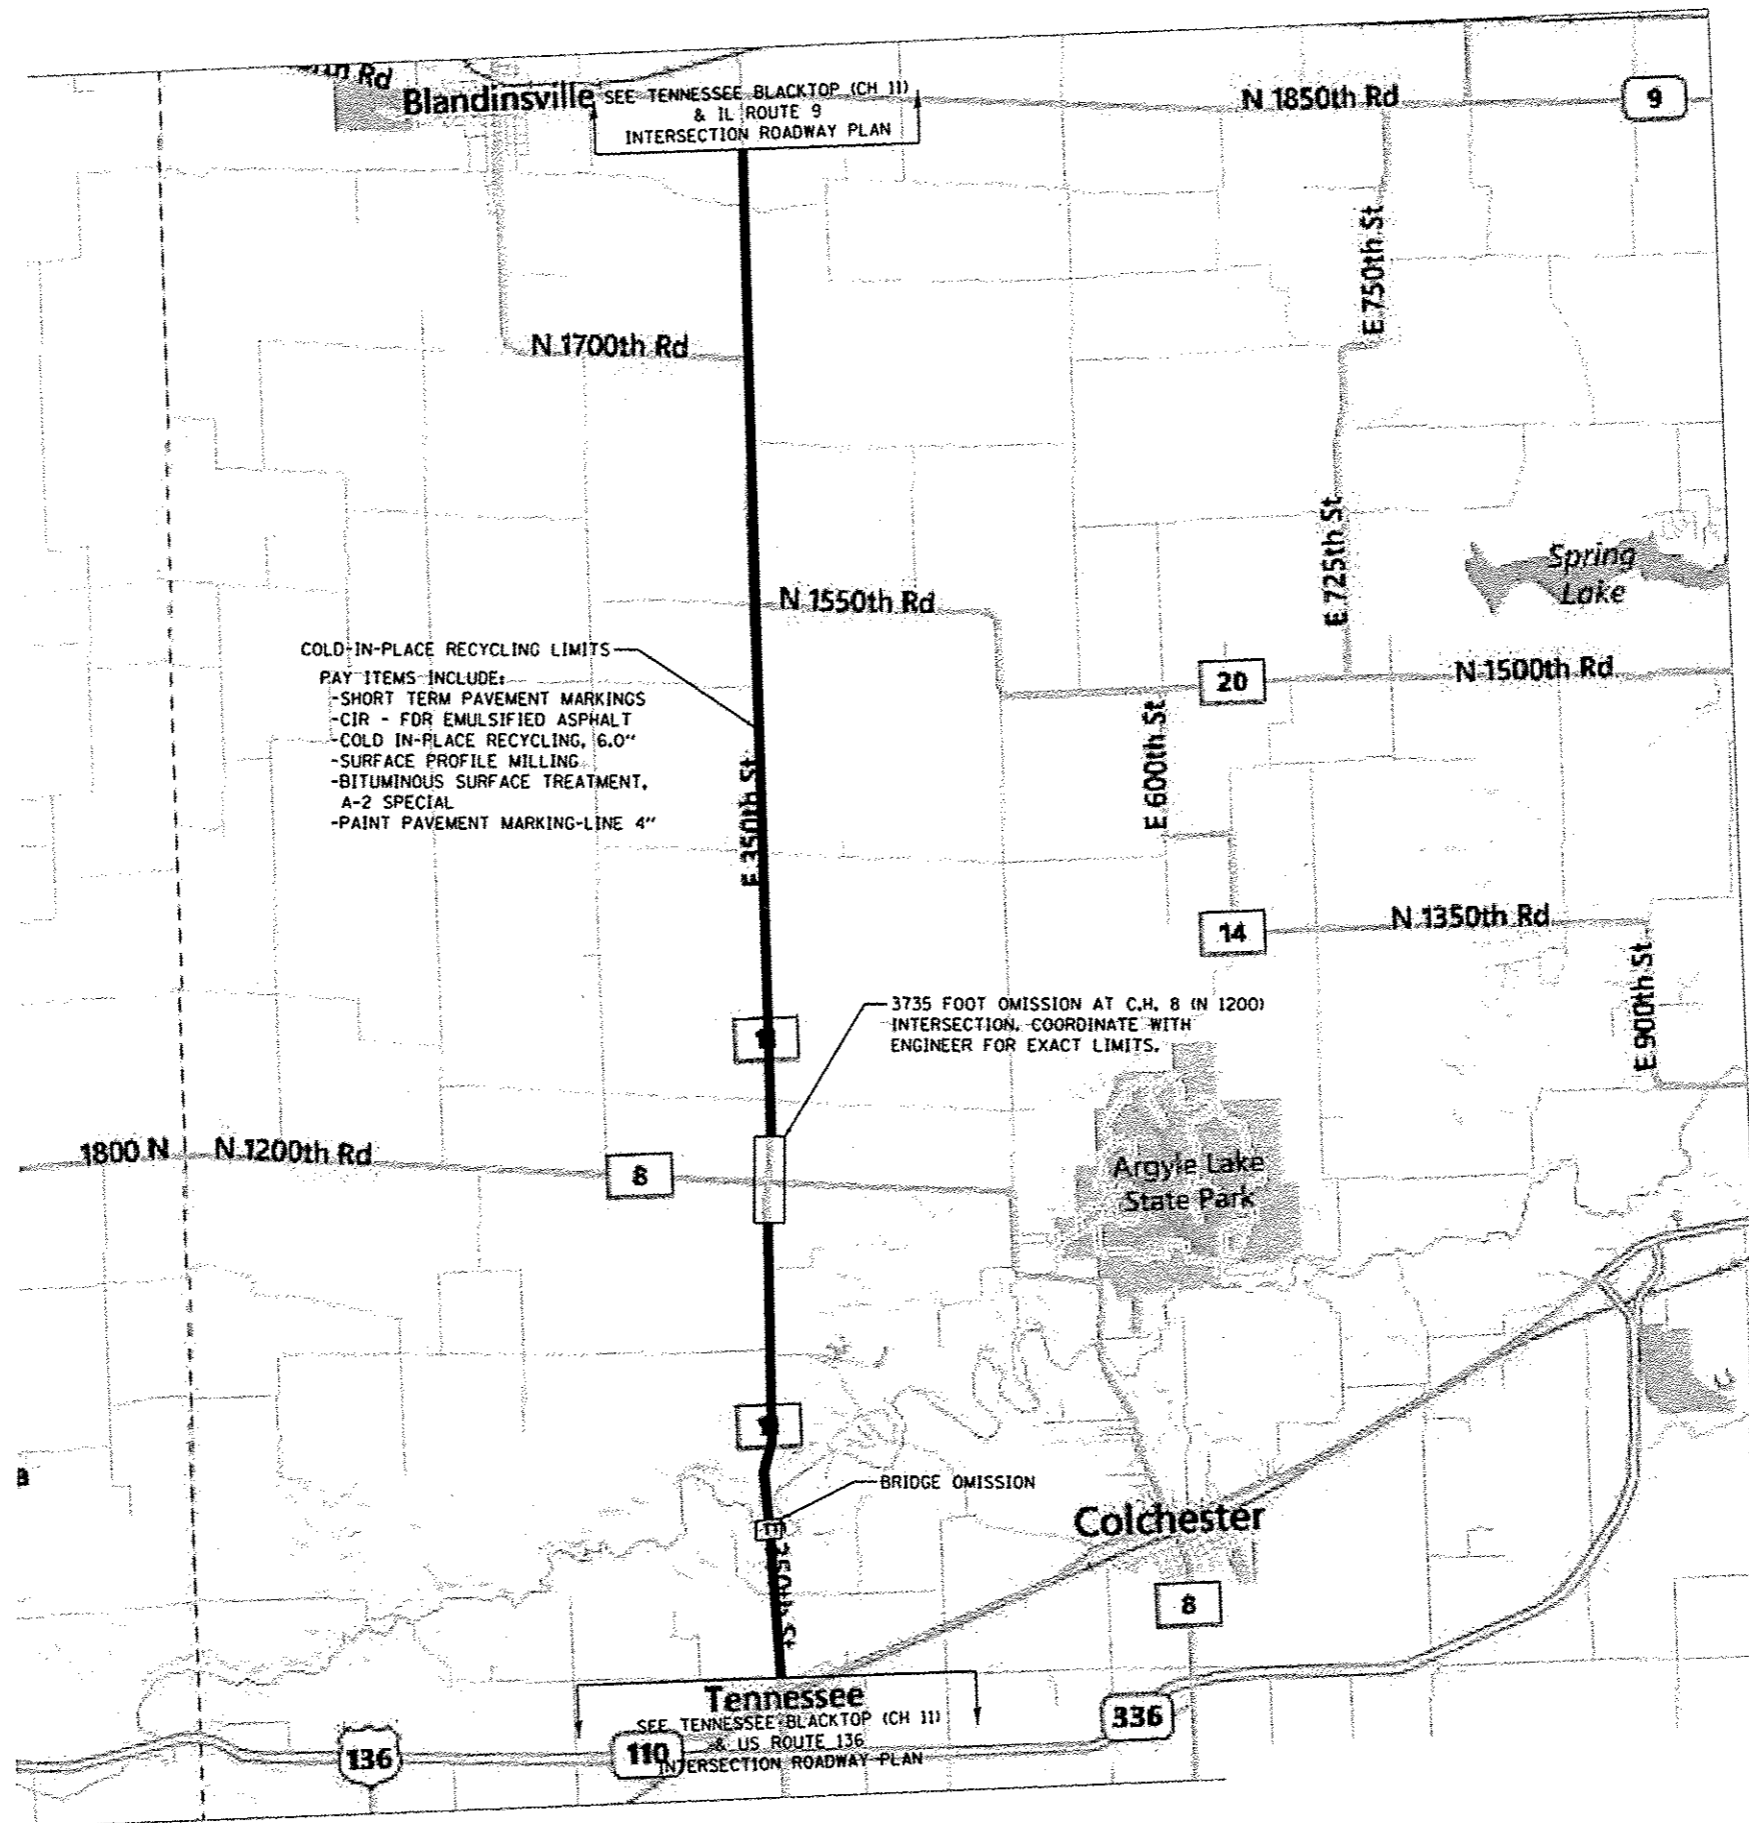 Blandinsville
SEE TENNESSEE BLACKTOP (CH 11)
& IL ROUTE 9
INTERSECTION ROADWAY PLAN
N 1850th Rd
9
E 750th St
N 1700th Rd
E 725th St
Spring
Lake
N 1550th Rd
COLD-IN-PLACE RECYCLING LIMITS
PAY ITEMS INCLUDE:
-SHORT TERM PAVEMENT MARKINGS
-CIR - FDR EMULSIFIED ASPHALT
-COLD IN-PLACE RECYCLING, 6.0"
-SURFACE PROFILE MILLING
-BITUMINOUS SURFACE TREATMENT,
A-2 SPECIAL
-PAINT PAVEMENT MARKING-LINE 4"
20
N 1500th Rd
E 600th St
E 350th St
14
N 1350th Rd
E 900th St
3735 FOOT OMISSION AT C.H. 8 (N 1200)
INTERSECTION. COORDINATE WITH
ENGINEER FOR EXACT LIMITS.
1800 N
N 1200th Rd
8
Argyle Lake
State Park
BRIDGE OMISSION
Colchester
8
Tennessee
SEE TENNESSEE BLACKTOP (CH 11)
& US ROUTE 136
INTERSECTION ROADWAY PLAN
136
110
336